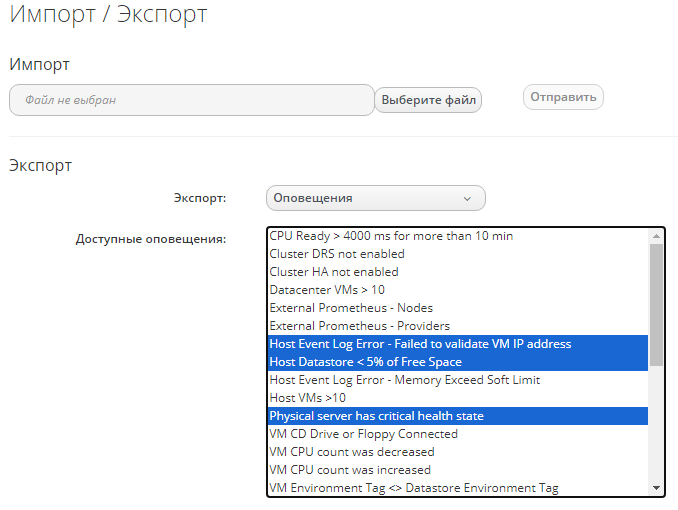 Импорт / Экспорт
Импорт
Файл не выбран
Выберите файл
Отправить
Экспорт
Экспорт:
Оповещения
Доступные оповещения:
CPU Ready > 4000 ms for more than 10 min
Cluster DRS not enabled
Cluster HA not enabled
Datacenter VMs > 10
External Prometheus - Nodes
External Prometheus - Providers
Host Event Log Error - Failed to validate VM IP address
Host Datastore < 5% of Free Space
Host Event Log Error - Memory Exceed Soft Limit
Host VMs >10
Physical server has critical health state
VM CD Drive or Floppy Connected
VM CPU count was decreased
VM CPU count was increased
VM Environment Tag <> Datastore Environment Tag